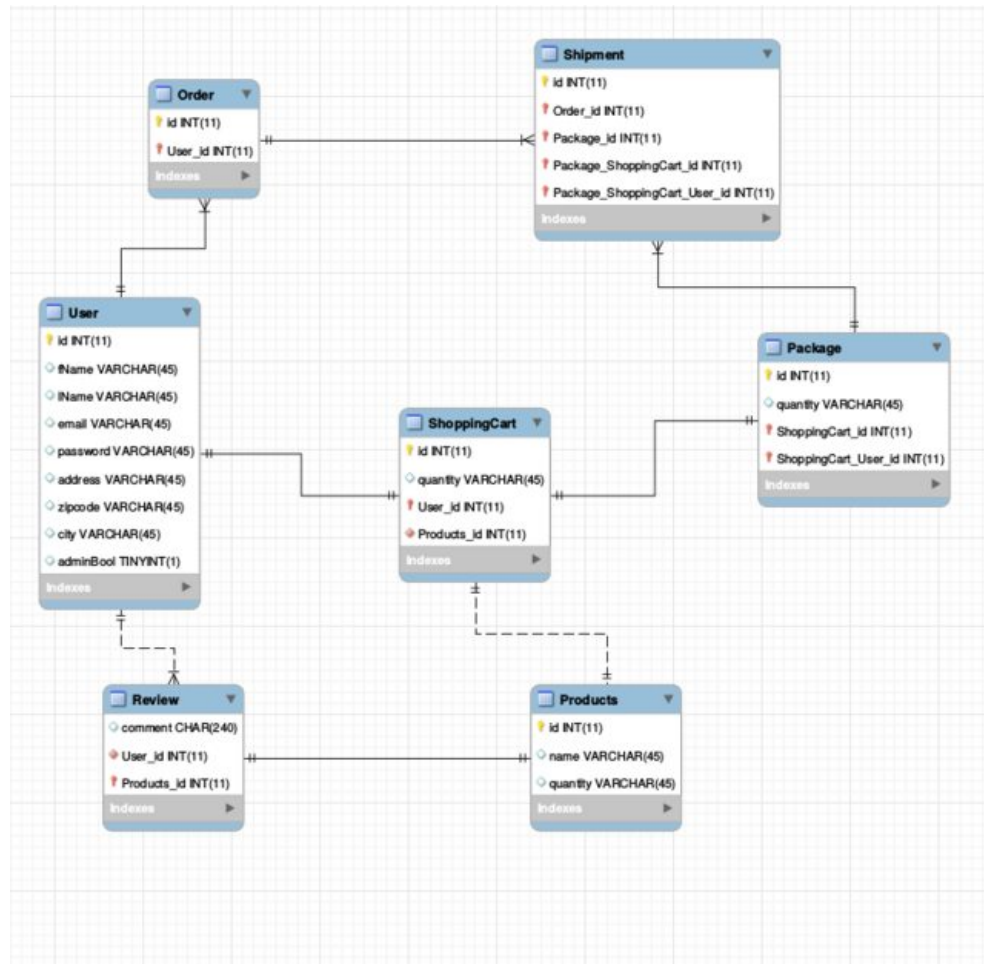 Order
id INT(11)
User_id INT(11)
Indexes
Shipment
id INT(11)
Order_id INT(11)
Package_id INT(11)
Package_ShoppingCart_id INT(11)
Package_ShoppingCart_User_id INT(11)
Indexes
User
id INT(11)
fName VARCHAR(45)
lName VARCHAR(45)
email VARCHAR(45)
password VARCHAR(45)
address VARCHAR(45)
zipcode VARCHAR(45)
city VARCHAR(45)
adminBool TINYINT(1)
Indexes
ShoppingCart
id INT(11)
quantity VARCHAR(45)
User_id INT(11)
Products_id INT(11)
Indexes
Package
id INT(11)
quantity VARCHAR(45)
ShoppingCart_id INT(11)
ShoppingCart_User_id INT(11)
Indexes
Review
comment CHAR(240)
User_id INT(11)
Products_id INT(11)
Indexes
Products
id INT(11)
name VARCHAR(45)
quantity VARCHAR(45)
Indexes